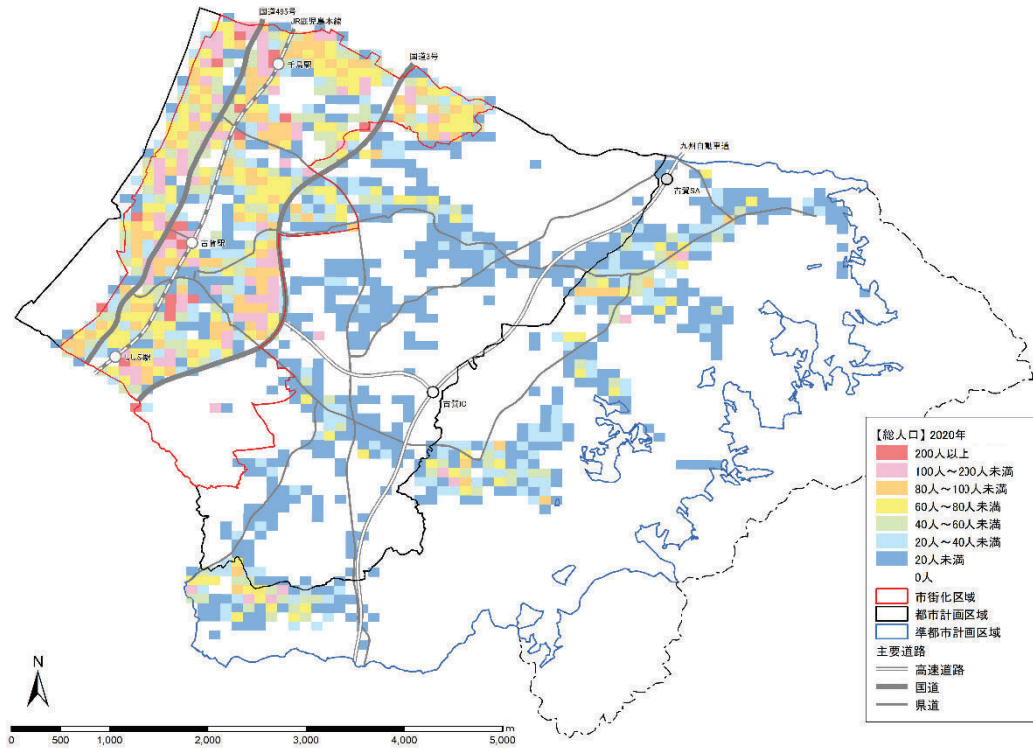 国道495号
JR鹿児島本線
国道3号
千鳥駅
九州自動車道
古賀SA
古賀駅
ししぶ駅
古賀IC
【総人口】2020年
200人以上
100人～200人未満
80人～100人未満
60人～80人未満
40人～60人未満
20人～40人未満
20人未満
0人
市街化区域
都市計画区域
準都市計画区域
主要道路
高速道路
国道
県道
N
0 500 1,000 2,000 3,000 4,000 5,000 m